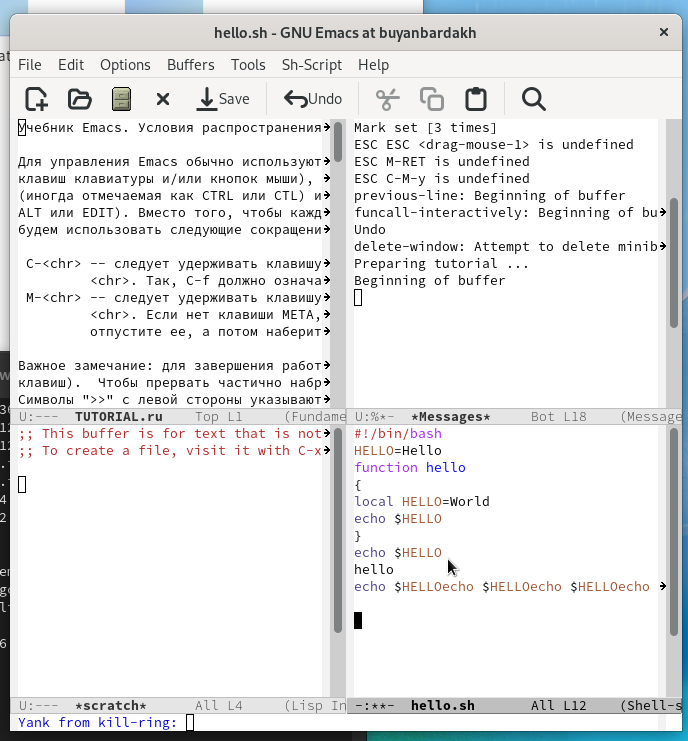 hello.sh - GNU Emacs at buyanbardakh
File Edit Options Buffers Tools Sh-Script Help
Save Undo
Учебник Emacs. Условия распространения
Для управления Emacs обычно используют
клавиш клавиатуры и/или кнопок мыши),
(иногда отмечаемая как CTRL или CTL) и
ALT или EDIT). Вместо того, чтобы кажд
будем использовать следующие сокращени
C-<chr> -- следует удерживать клавишу
<chr>. Так, C-f должно означа
M-<chr> -- следует удерживать клавишу
<chr>. Если нет клавиши META,
отпустите ее, а потом наберит
Важное замечание: для завершения работ
клавиш).  Чтобы прервать частично набр
Символы ">>" с левой стороны указывают
U:--- TUTORIAL.ru Top L1 (Fundame
Mark set [3 times]
ESC ESC <drag-mouse-1> is undefined
ESC M-RET is undefined
ESC C-M-y is undefined
previous-line: Beginning of buffer
funcall-interactively: Beginning of bu
Undo
delete-window: Attempt to delete minib
Preparing tutorial ...
Beginning of buffer
U:%*- *Messages* Bot L18 (Message
;; This buffer is for text that is not
;; To create a file, visit it with C-x
U:--- *scratch* All L4 (Lisp In
#!/bin/bash
HELLO=Hello
function hello
{
local HELLO=World
echo $HELLO
}
echo $HELLO
hello
echo $HELLOecho $HELLOecho $HELLOecho
-:**- hello.sh All L12 (Shell-s
Yank from kill-ring: